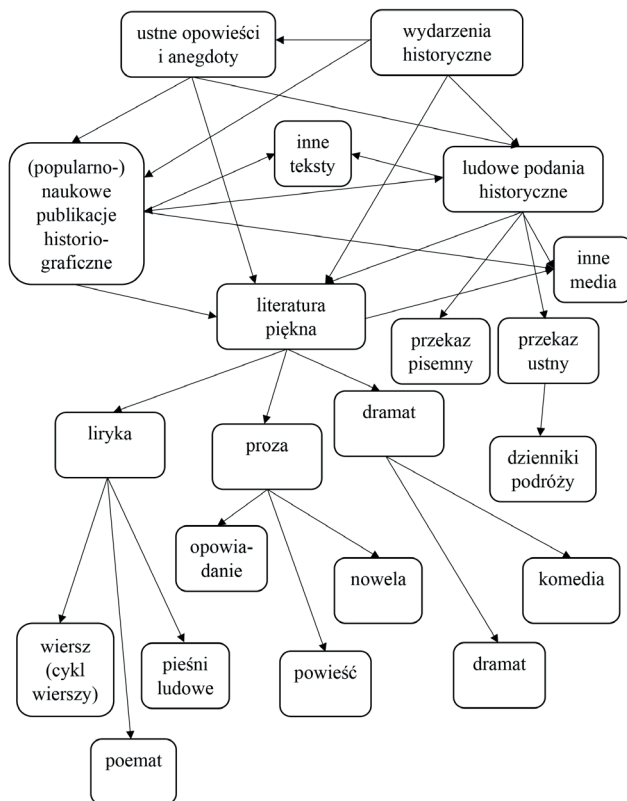 ustne opowieści
i anegdoty
wydarzenia
historyczne
(popularno-)
naukowe
publikacje
historio-
graficzne
inne
teksty
ludowe podania
historyczne
inne
media
literatura
piękna
przekaz
pisemny
przekaz
ustny
liryka
proza
dramat
dzienniki
podróży
opowia-
danie
nowela
komedia
wiersz
(cykl
wierszy)
pieśni
ludowe
powieść
dramat
poemat